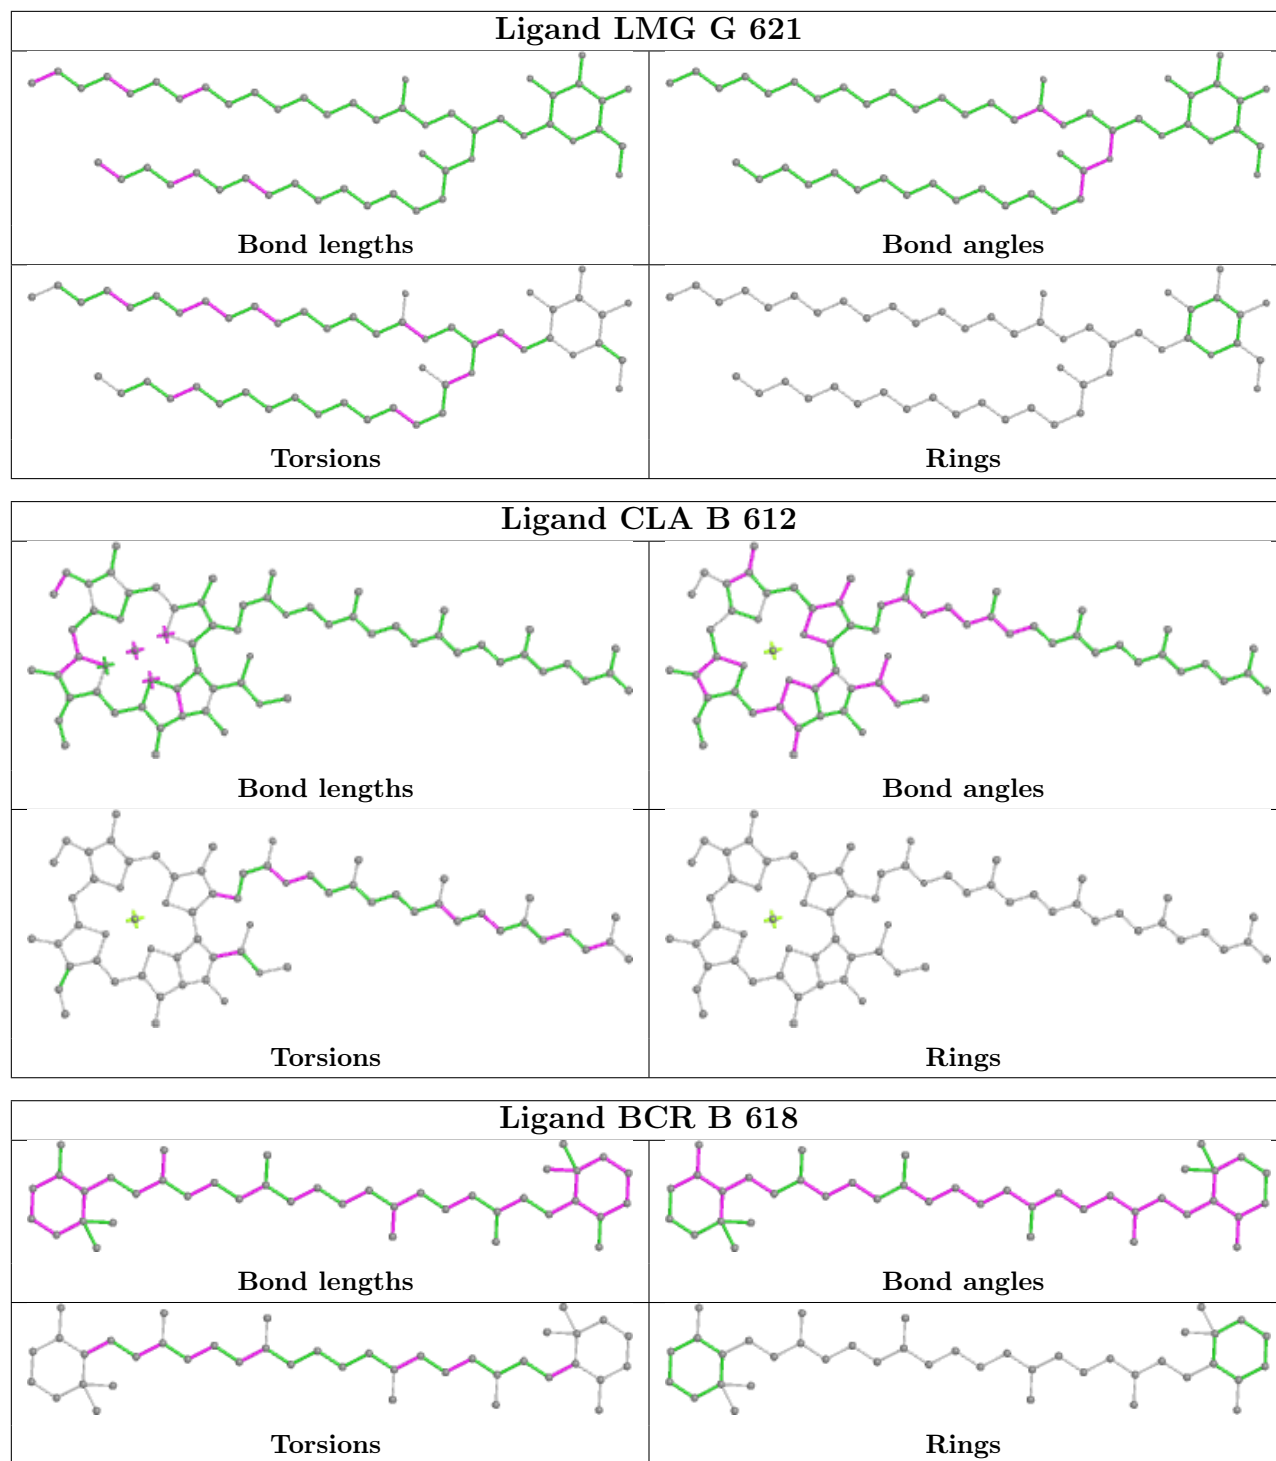 Ligand LMG G 621
Bond lengths
Bond angles
Torsions
Rings
Ligand CLA B 612
Bond lengths
Bond angles
Torsions
Rings
Ligand BCR B 618
Bond lengths
Bond angles
Torsions
Rings